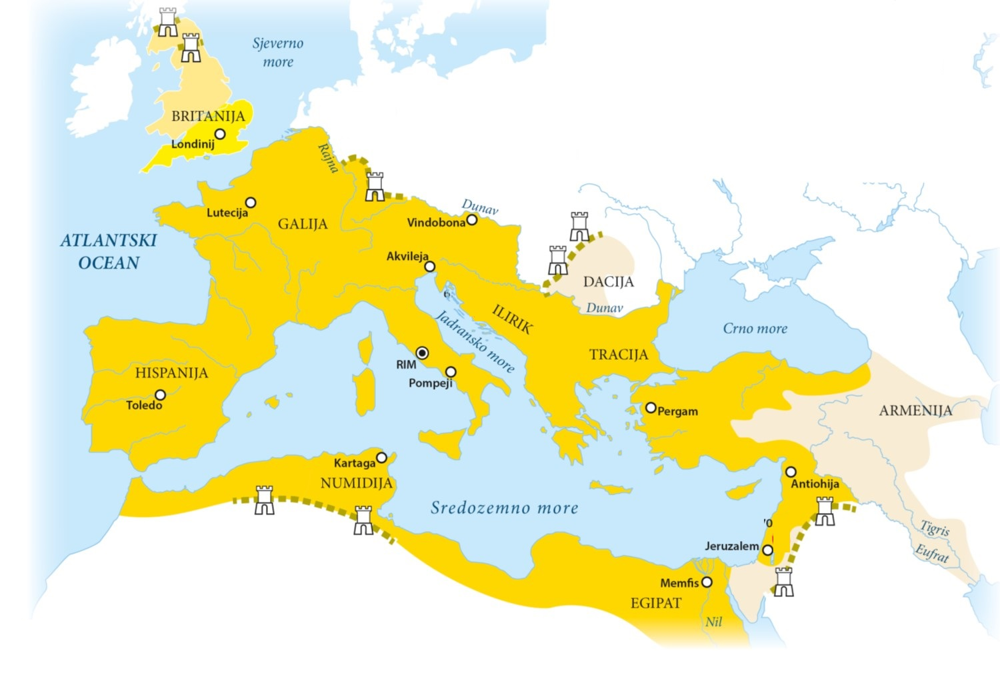 Sjeverno
more
BRITANIJA
Londinij
Rajna
Lutecija
GALIJA
Dunav
Vindobona
ATLANTSKI
OCEAN
Akvileja
DACIJA
Dunav
ILIRIK
Jadransko more
Crno more
TRACIJA
HISPANIJA
Toledo
RIM
Pompeji
Pergam
ARMENIJA
Kartaga
NUMIDIJA
Antiohija
Sredozemno more
Tigris
Eufrat
Jeruzalem
Memfis
EGIPAT
Nil